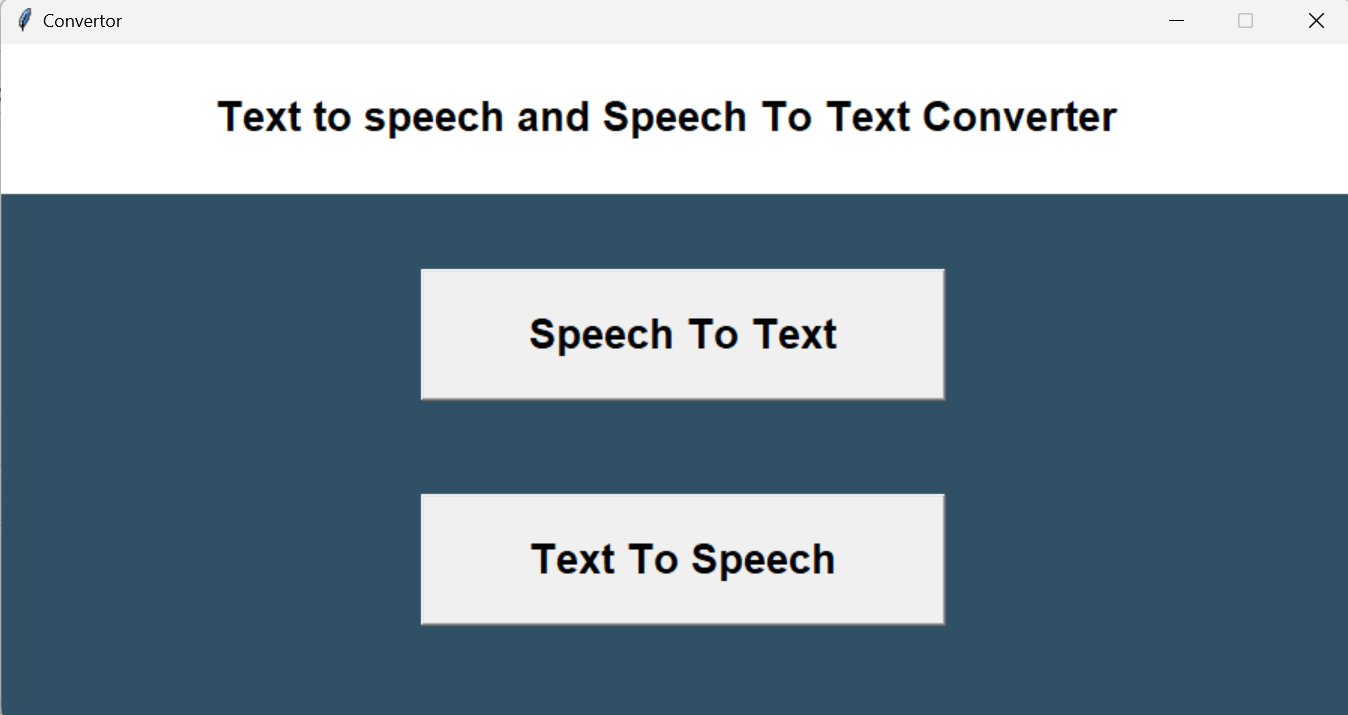 Convertor
Text to speech and Speech To Text Converter
Speech To Text
Text To Speech